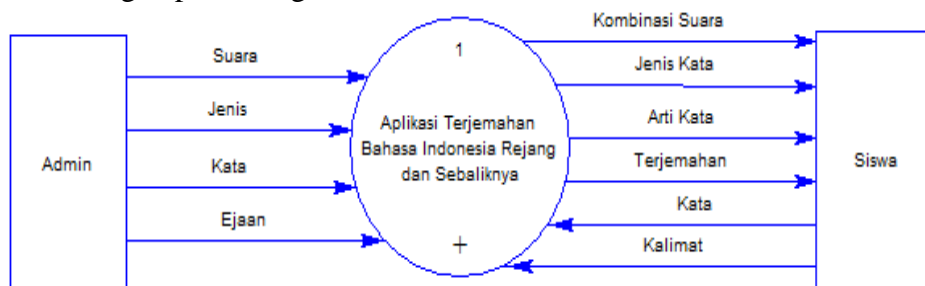 Kombinasi Suara
Suara
1
Jenis Kata
Jenis
Arti Kata
Aplikasi Terjemahan
Bahasa Indonesia Rejang
dan Sebaliknya
Admin
Terjemahan
Siswa
Kata
Kata
Ejaan
Kalimat
+